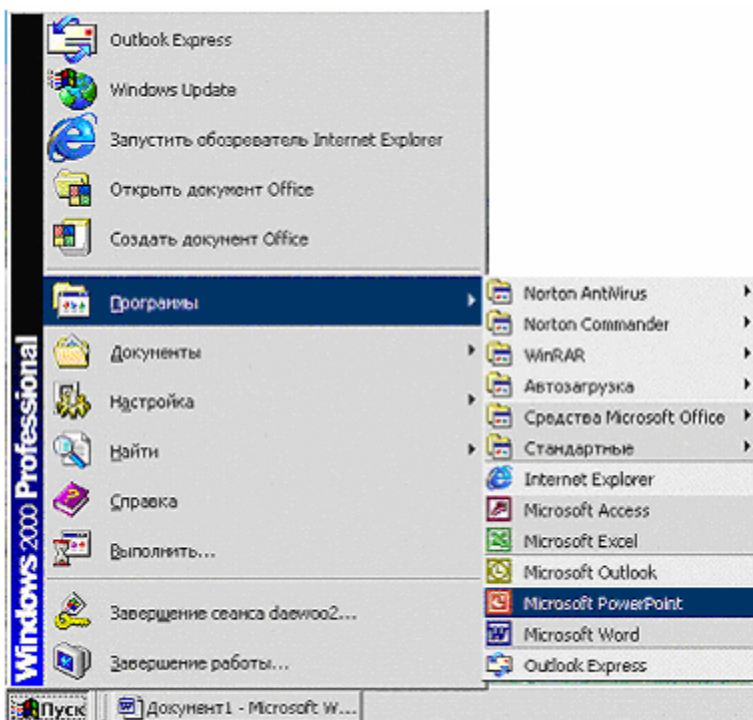 Outlook Express
Windows Update
Запустить обозреватель Internet Explorer
Открыть документ Office
Создать документ Office
Программы
Документы
Настройка
Найти
Справка
Выполнить...
Завершение сеанса daewoo2...
Завершение работы...
Windows 2000 Professional
Norton AntiVirus
Norton Commander
WinRAR
Автозагрузка
Средства Microsoft Office
Стандартные
Internet Explorer
Microsoft Access
Microsoft Excel
Microsoft Outlook
Microsoft PowerPoint
Microsoft Word
Outlook Express
Пуск
Документ1 - Microsoft W...